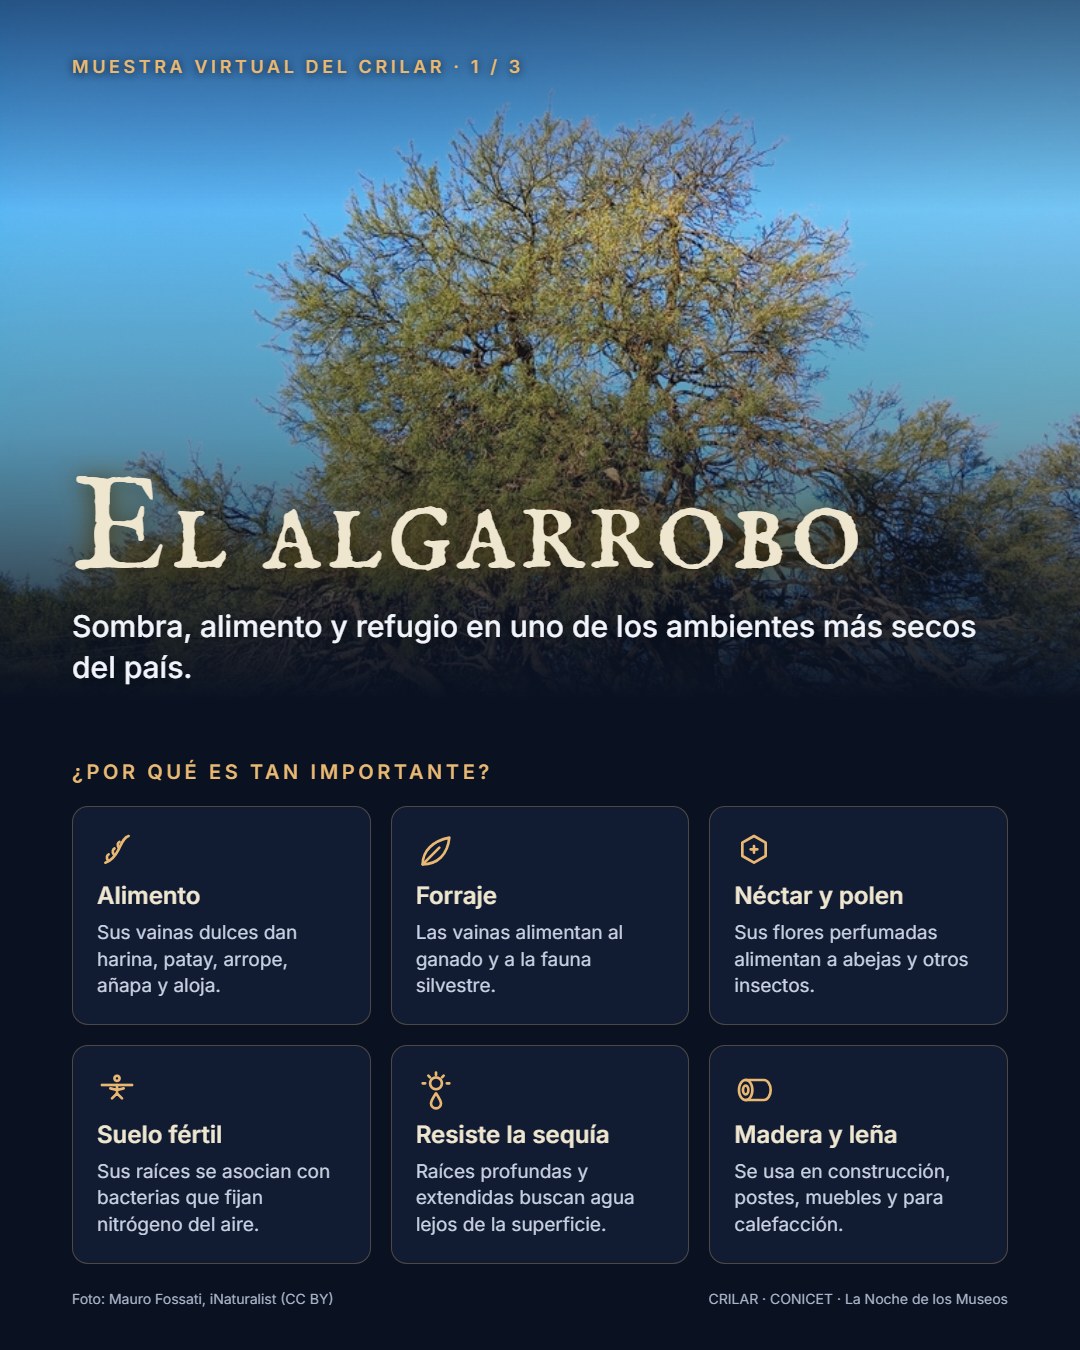 MUESTRA VIRTUAL DEL CRILAR · 1 / 3
El algarrobo
Sombra, alimento y refugio en uno de los ambientes más secos
del país.
¿POR QUÉ ES TAN IMPORTANTE?
Alimento
Sus vainas dulces dan
harina, patay, arrope,
añapa y aloja.
Forraje
Las vainas alimentan al
ganado y a la fauna
silvestre.
Néctar y polen
Sus flores perfumadas
alimentan a abejas y otros
insectos.
Suelo fértil
Sus raíces se asocian con
bacterias que fijan
nitrógeno del aire.
Resiste la sequía
Raíces profundas y
extendidas buscan agua
lejos de la superficie.
Madera y leña
Se usa en construcción,
postes, muebles y para
calefacción.
Foto: Mauro Fossati, iNaturalist (CC BY)
CRILAR · CONICET · La Noche de los Museos